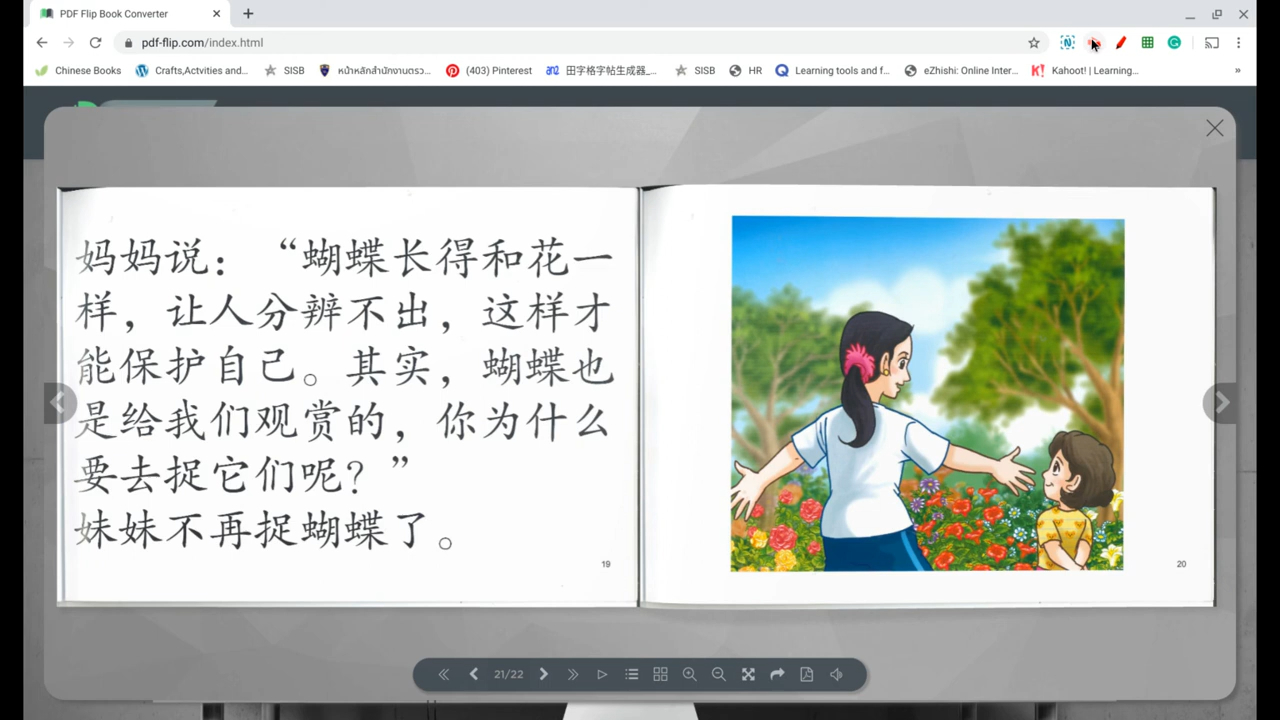 PDF Flip Book Converter
pdf-flip.com/index.html
Chinese Books
Crafts,Actvities and...
SISB
หน้าหลักสำนักงานตรว...
(403) Pinterest
田字格字帖生成器_...
SISB
HR
Learning tools and f...
eZhishi: Online Inter...
Kahoot! | Learning...
»
妈妈说：“蝴蝶长得和花一
样，让人分辨不出，这样才
能保护自己。其实，蝴蝶也
是给我们观赏的，你为什么
要去捉它们呢？”
妹妹不再捉蝴蝶了。
19
20
21/22